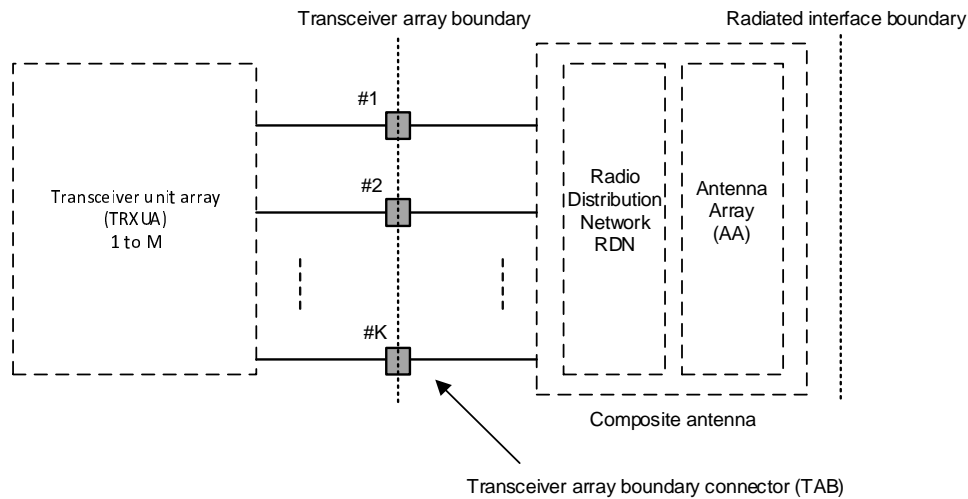 Transceiver array boundary
Radiated interface boundary
#1
#2
#K
Transceiver unit array
(TRXUA)
1 to M
Radio
Distribution
Network
RDN
Antenna
Array
(AA)
Composite antenna
Transceiver array boundary connector (TAB)